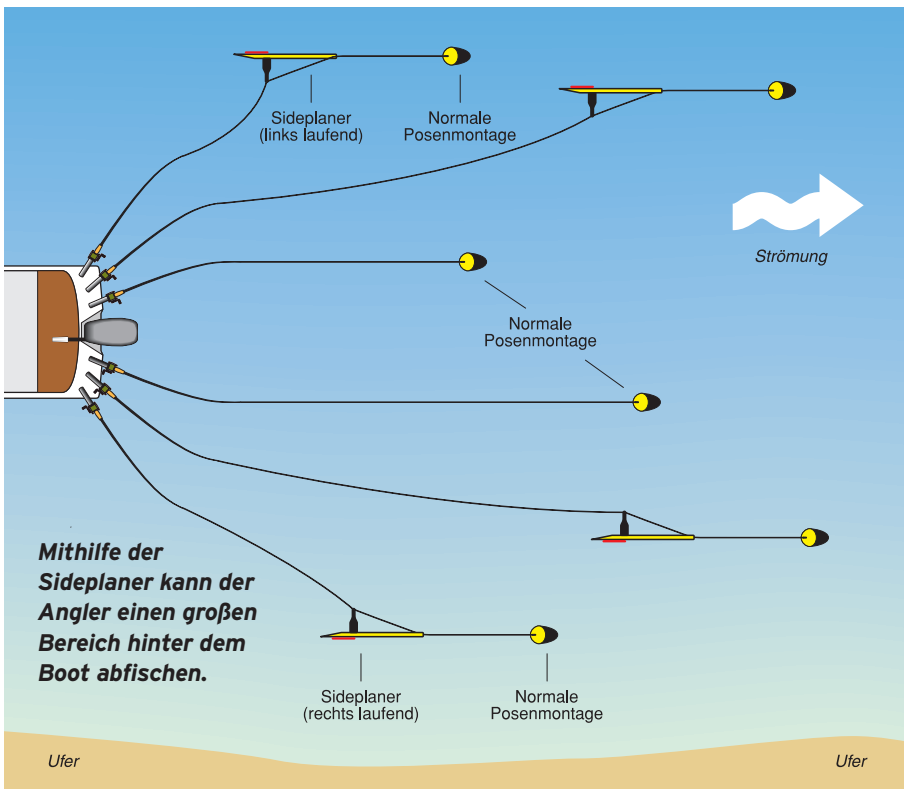 Sideplaner
(links laufend)
Normale
Posenmontage
Strömung
Normale
Posenmontage
Mithilfe der
Sideplaner kann der
Angler einen großen
Bereich hinter dem
Boot abfischen.
Sideplaner
(rechts laufend)
Normale
Posenmontage
Ufer
Ufer